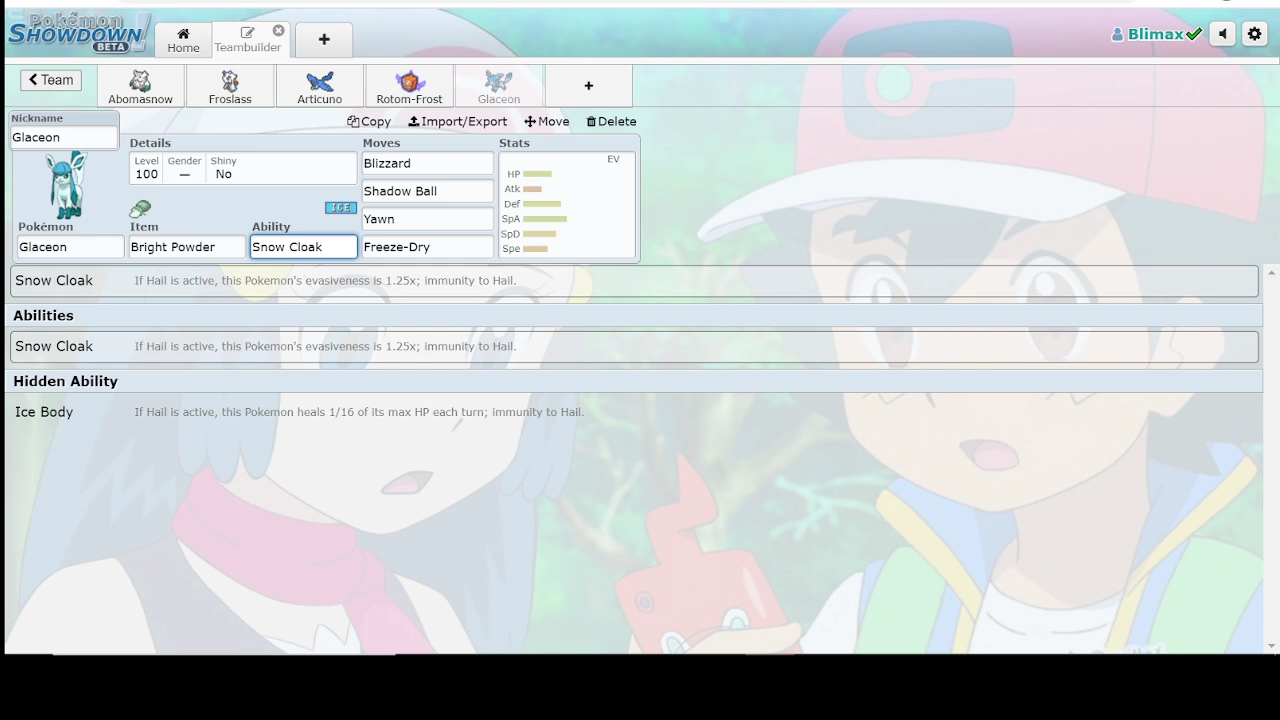 Pokémon
SHOWDOWN!
BETA
Home
Teambuilder
+
Blimax
Team
Abomasnow
Froslass
Articuno
Rotom-Frost
Glaceon
+
Nickname
Glaceon
Copy Import/Export Move Delete
Details
Level Gender Shiny
100 — No
ICE
Pokémon Item Ability
Glaceon Bright Powder Snow Cloak
Moves
Blizzard
Shadow Ball
Yawn
Freeze-Dry
Stats
EV
HP
Atk
Def
SpA
SpD
Spe
Snow Cloak If Hail is active, this Pokemon's evasiveness is 1.25x; immunity to Hail.
Abilities
Snow Cloak If Hail is active, this Pokemon's evasiveness is 1.25x; immunity to Hail.
Hidden Ability
Ice Body If Hail is active, this Pokemon heals 1/16 of its max HP each turn; immunity to Hail.